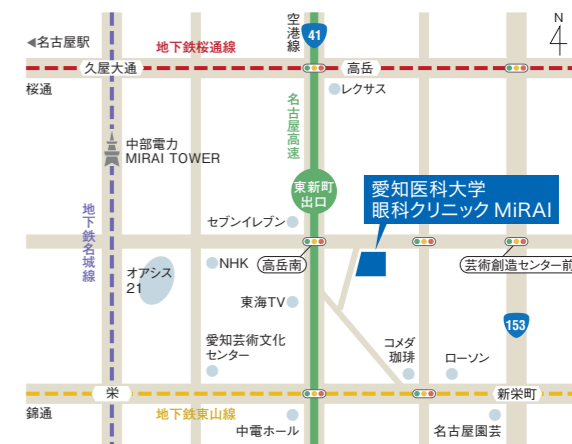 N
4
空港線
41
◀名古屋駅
地下鉄桜通線
久屋大通
高岳
桜通
レクサス
名古屋高速
中部電力
MIRAI TOWER
東新町
出口
愛知医科大学
眼科クリニック MiRAI
地下鉄名城線
セブンイレブン
NHK
高岳南
芸術創造センター前
オアシス
21
東海TV
153
愛知芸術文化
センター
コメダ
珈琲
ローソン
栄
新栄町
錦通
地下鉄東山線
中電ホール
名古屋園芸